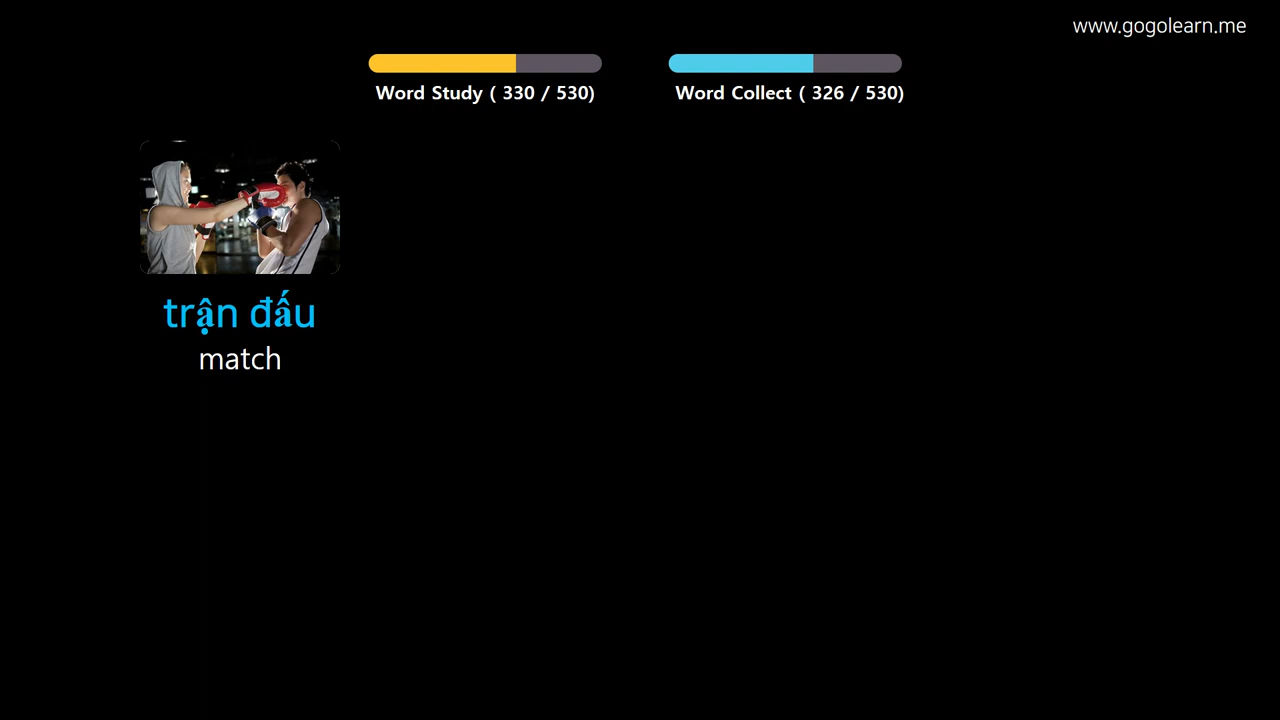 www.gogolearn.me
Word Study ( 330 / 530)
Word Collect ( 326 / 530)
trận đấu
match